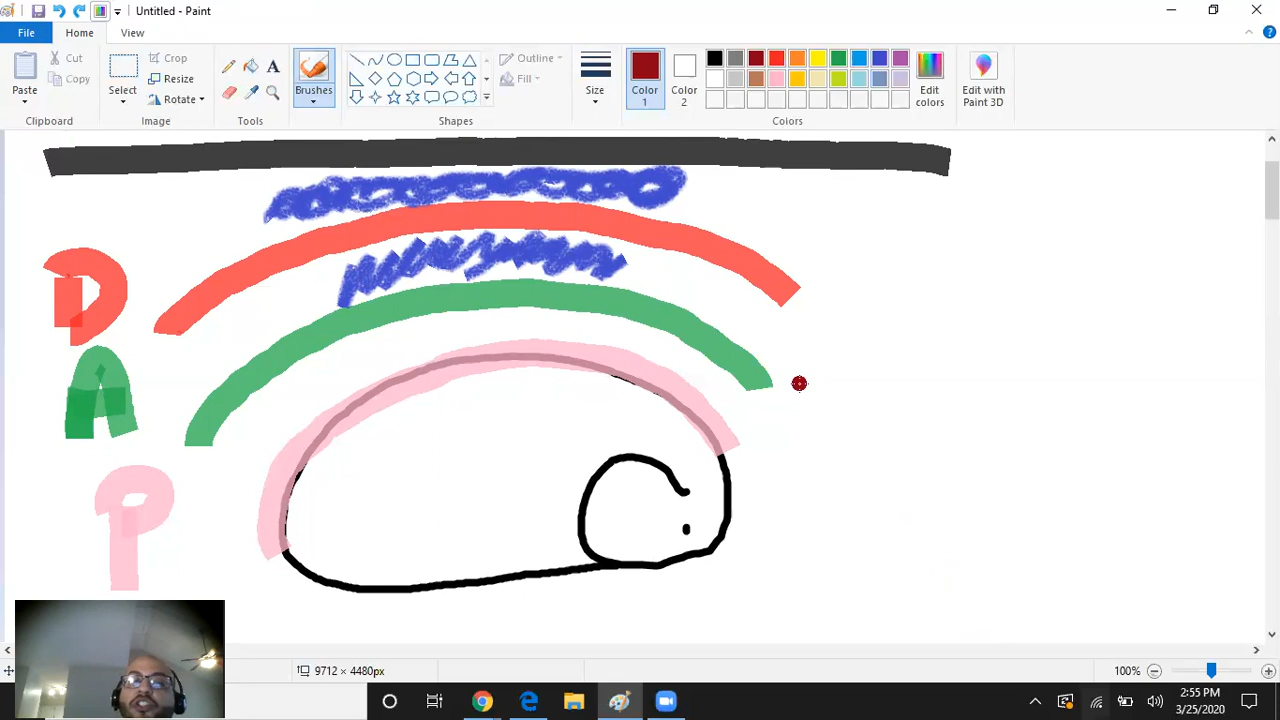 Untitled - Paint
File Home View
Paste
Cut
Copy
Clipboard
Select
Crop
Resize
Rotate
Image
A
Tools
Brushes
Shapes
Outline
Fill
Size
Color 1
Color 2
Colors
Edit colors
Edit with Paint 3D
D
A
P
9712 × 4480px
100%
2:55 PM
3/25/2020